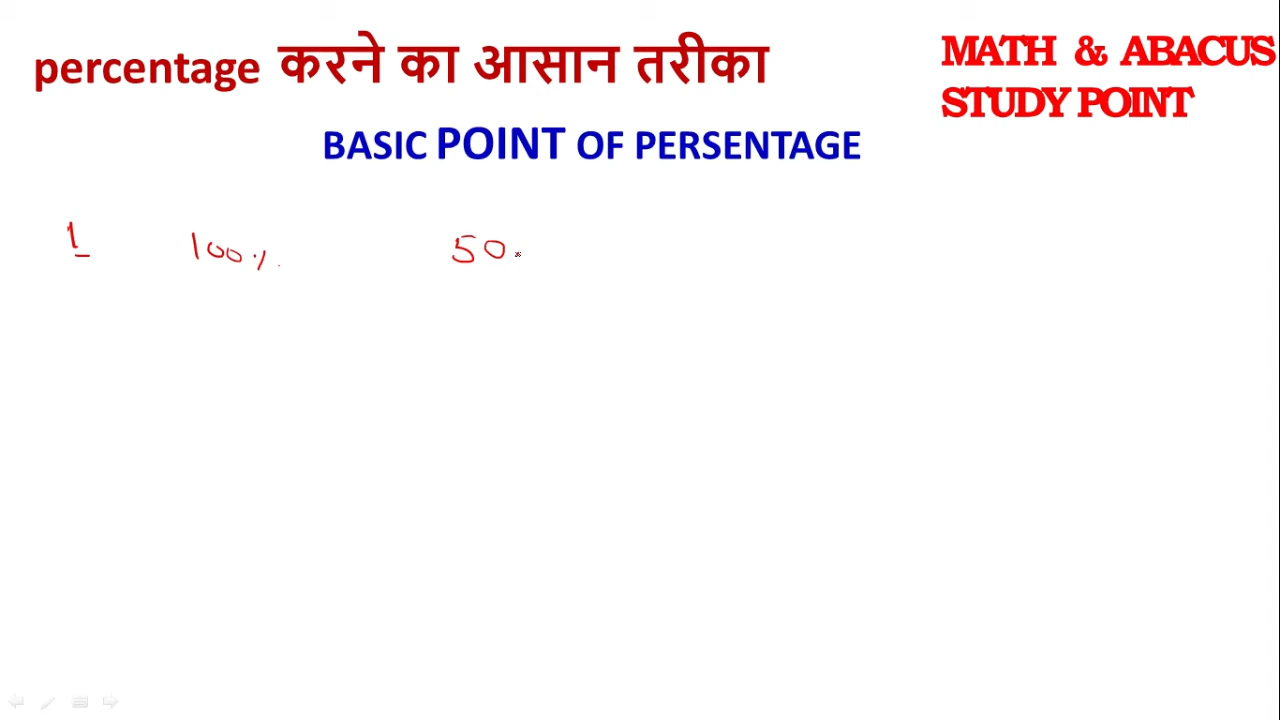 percentage करने का आसान तरीका
MATH & ABACUS
STUDY POINT
BASIC POINT OF PERSENTAGE
1 100% 50